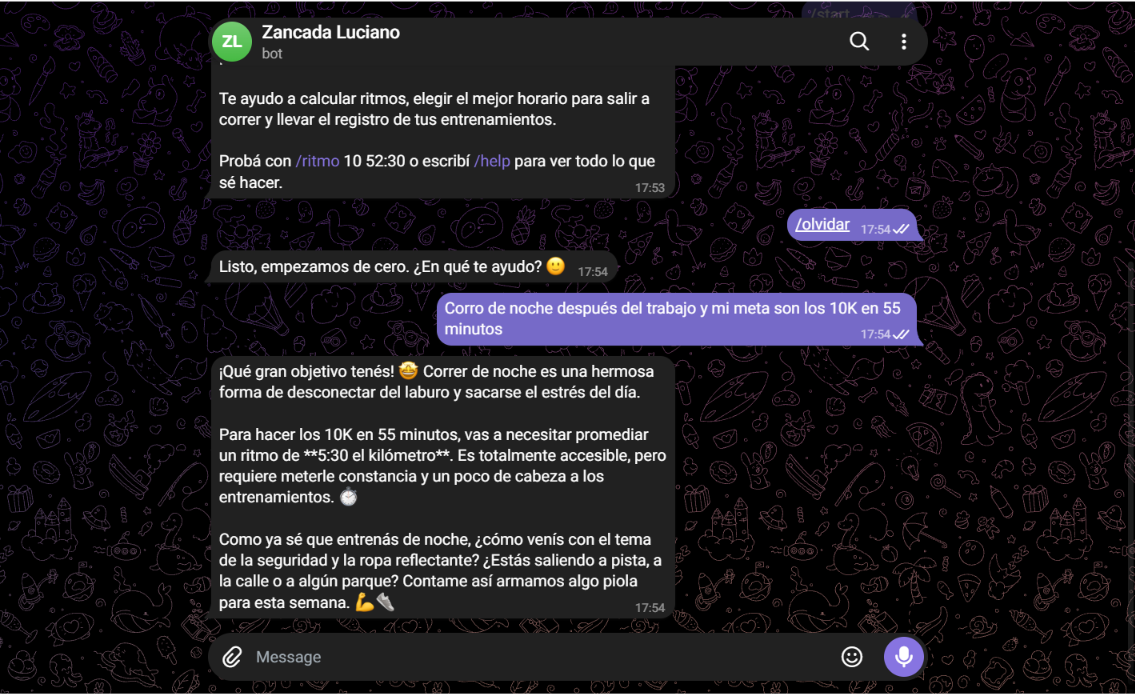 /start
ZL
Zancada Luciano
bot
Te ayudo a calcular ritmos, elegir el mejor horario para salir a
correr y llevar el registro de tus entrenamientos.
Probá con /ritmo 10 52:30 o escribí /help para ver todo lo que
sé hacer.
17:53
/olvidar 17:54
Listo, empezamos de cero. ¿En qué te ayudo? 🙂 17:54
Corro de noche después del trabajo y mi meta son los 10K en 55
minutos
17:54
¡Qué gran objetivo tenés! 🤩 Correr de noche es una hermosa
forma de desconectar del laburo y sacarse el estrés del día.
Para hacer los 10K en 55 minutos, vas a necesitar promediar
un ritmo de **5:30 el kilómetro**. Es totalmente accesible, pero
requiere meterle constancia y un poco de cabeza a los
entrenamientos. ⏱️
Como ya sé que entrenás de noche, ¿cómo venís con el tema
de la seguridad y la ropa reflectante? ¿Estás saliendo a pista, a
la calle o a algún parque? Contame así armamos algo piola
para esta semana. 💪👟
17:54
Message